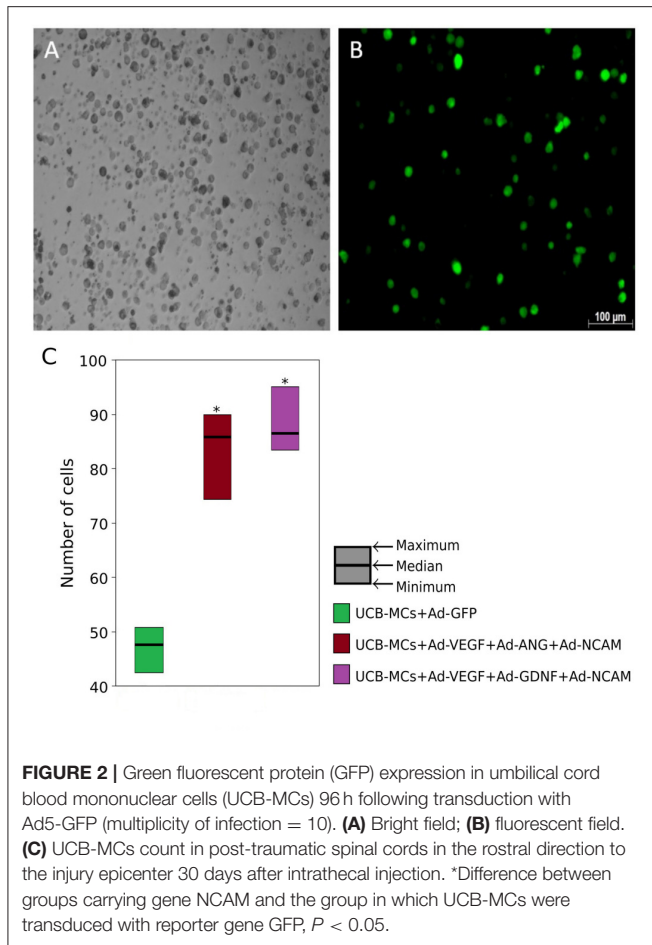 A
B
100 µm
C
100
90
80
70
60
50
40
Number of cells
*
*
Maximum
Median
Minimum
UCB-MCs+Ad-GFP
UCB-MCs+Ad-VEGF+Ad-ANG+Ad-NCAM
UCB-MCs+Ad-VEGF+Ad-GDNF+Ad-NCAM
FIGURE 2 | Green fluorescent protein (GFP) expression in umbilical cord
blood mononuclear cells (UCB-MCs) 96 h following transduction with
Ad5-GFP (multiplicity of infection = 10). (A) Bright field; (B) fluorescent field.
(C) UCB-MCs count in post-traumatic spinal cords in the rostral direction to
the injury epicenter 30 days after intrathecal injection. *Difference between
groups carrying gene NCAM and the group in which UCB-MCs were
transduced with reporter gene GFP, P < 0.05.